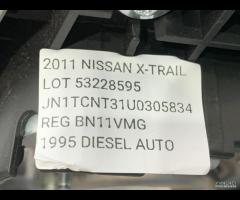 2011 NISSAN X-TRAIL
LOT 53228595
JN1TCNT31U0305834
REG BN11VMG
1995 DIESEL AUTO